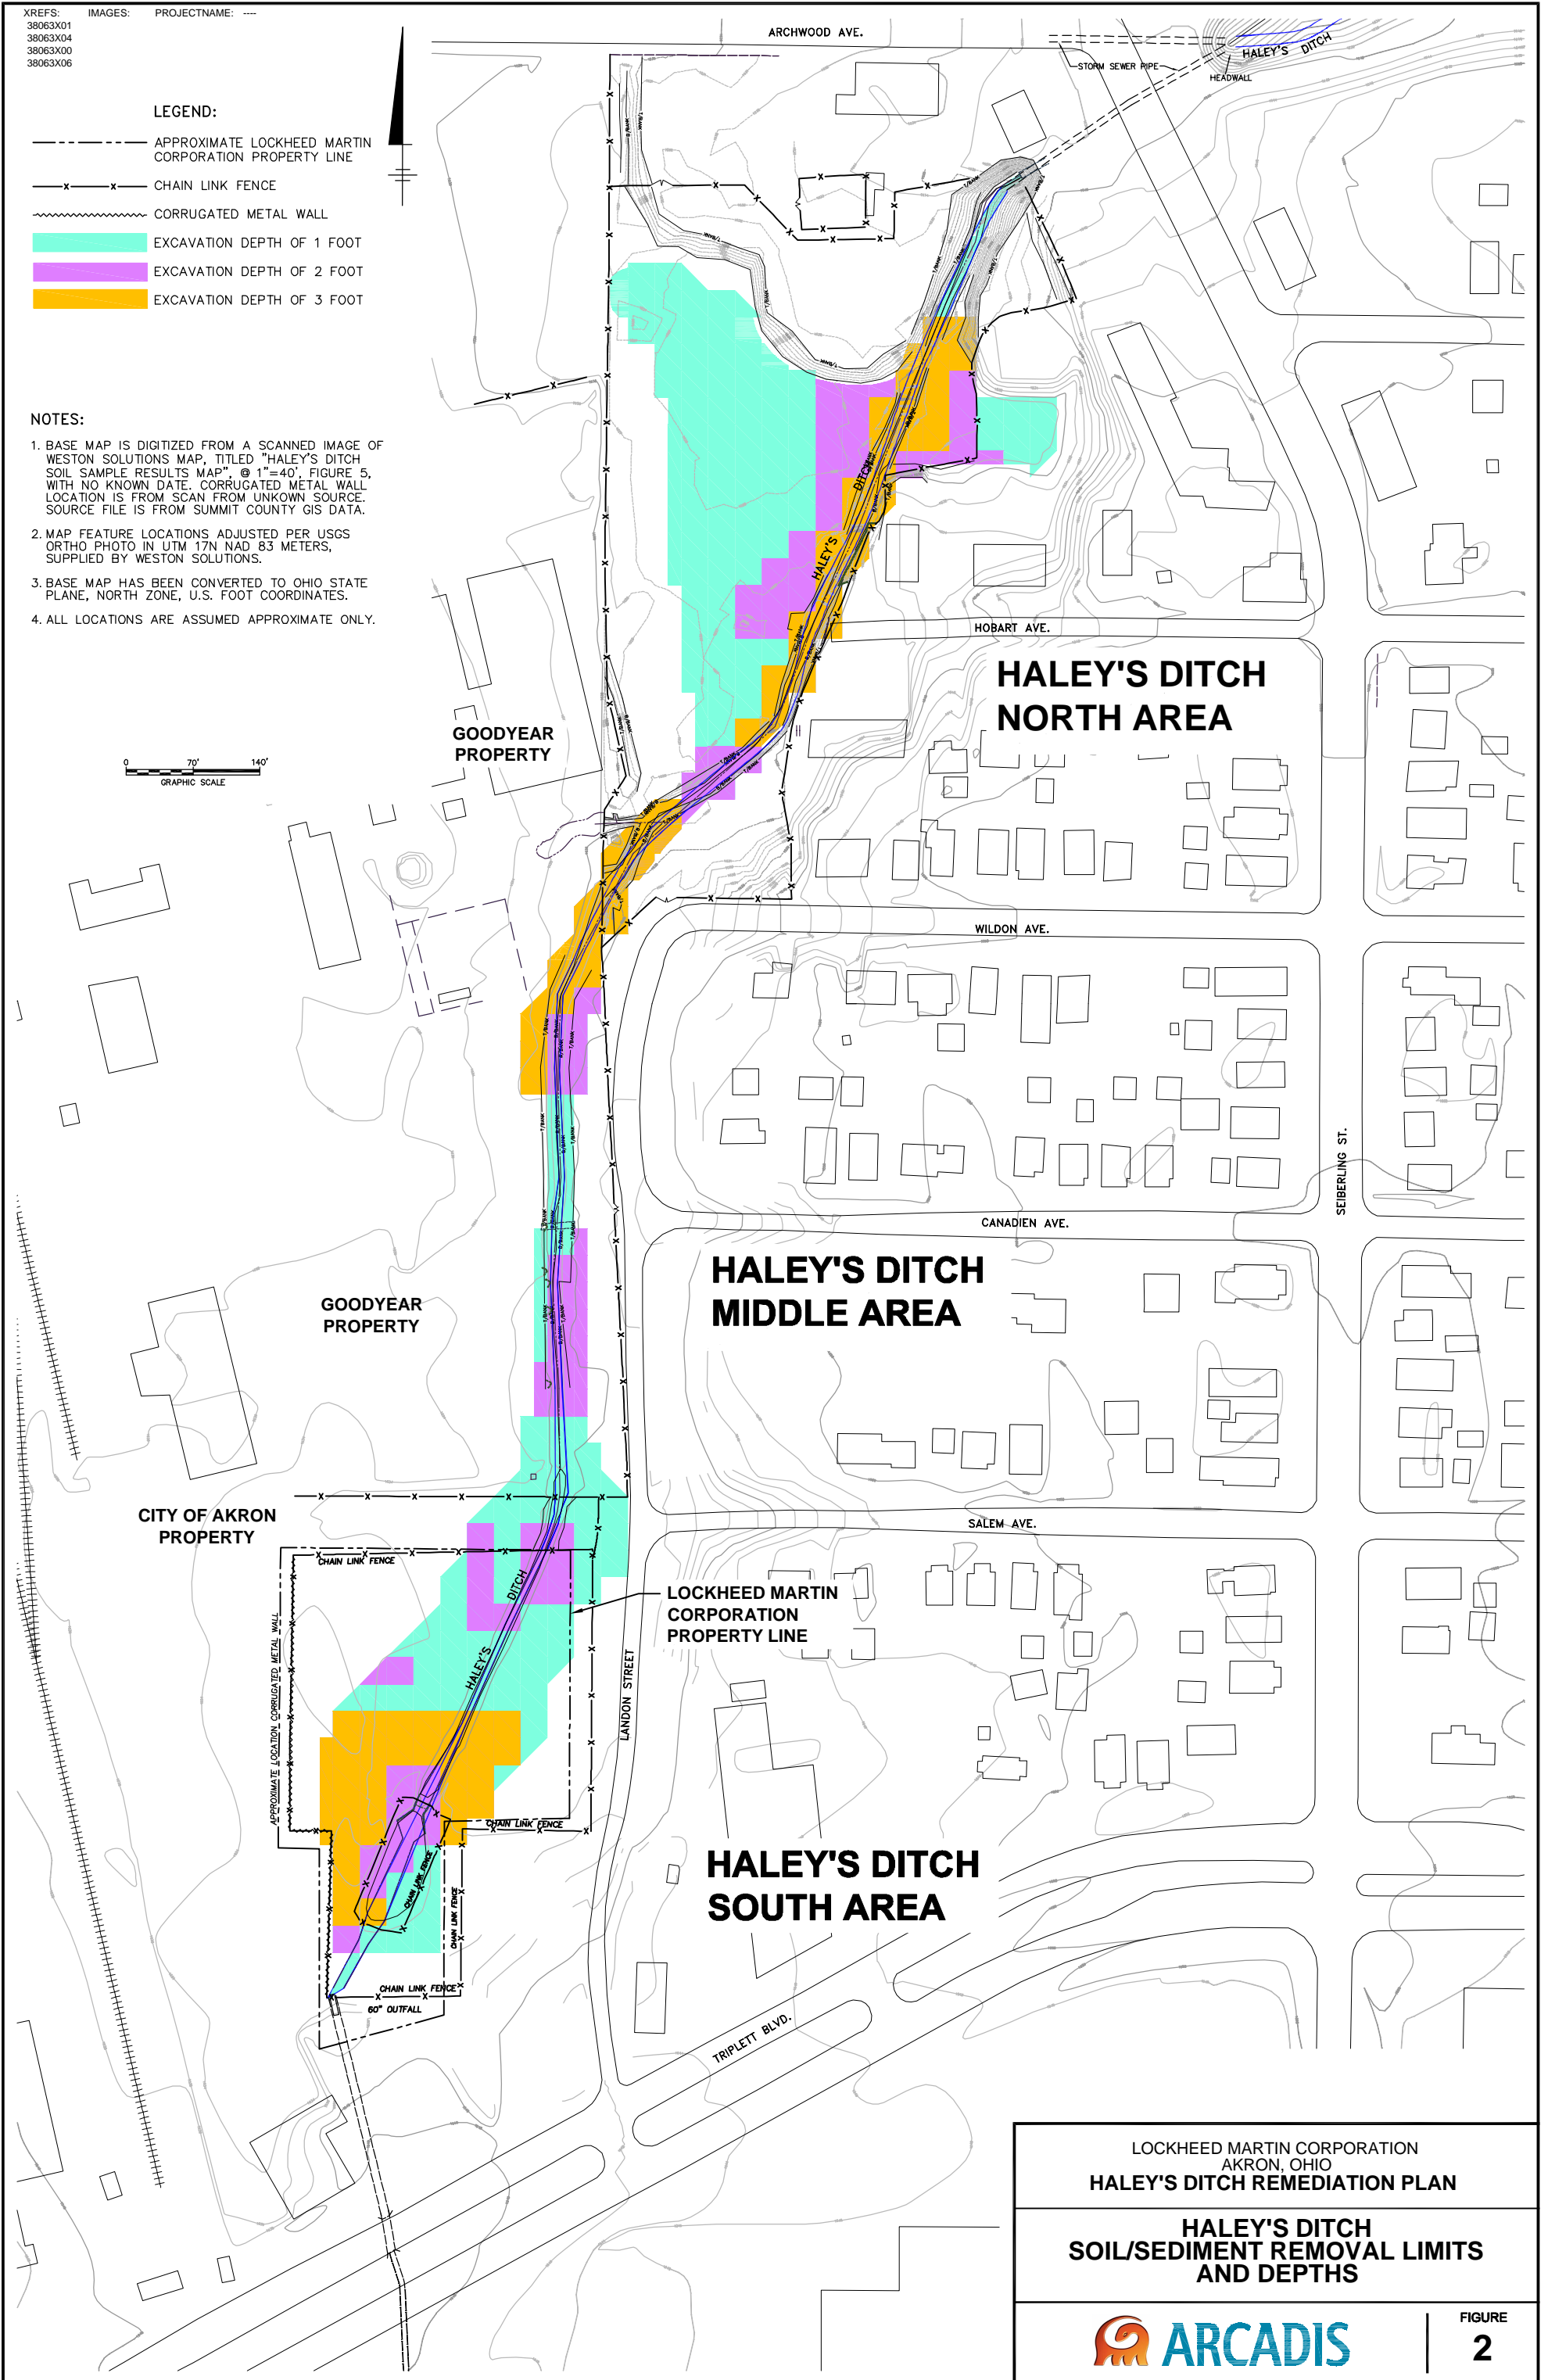 XREFS: IMAGES: PROJECTNAME: ----
38063X01
38063X04
38063X00
38063X06
LEGEND:
APPROXIMATE LOCKHEED MARTIN
CORPORATION PROPERTY LINE
CHAIN LINK FENCE
CORRUGATED METAL WALL
EXCAVATION DEPTH OF 1 FOOT
EXCAVATION DEPTH OF 2 FOOT
EXCAVATION DEPTH OF 3 FOOT
NOTES:
1. BASE MAP IS DIGITIZED FROM A SCANNED IMAGE OF
WESTON SOLUTIONS MAP, TITLED "HALEY'S DITCH
SOIL SAMPLE RESULTS MAP", @ 1"=40', FIGURE 5,
WITH NO KNOWN DATE. CORRUGATED METAL WALL
LOCATION IS FROM SCAN FROM UNKOWN SOURCE.
SOURCE FILE IS FROM SUMMIT COUNTY GIS DATA.
2. MAP FEATURE LOCATIONS ADJUSTED PER USGS
ORTHO PHOTO IN UTM 17N NAD 83 METERS,
SUPPLIED BY WESTON SOLUTIONS.
3. BASE MAP HAS BEEN CONVERTED TO OHIO STATE
PLANE, NORTH ZONE, U.S. FOOT COORDINATES.
4. ALL LOCATIONS ARE ASSUMED APPROXIMATE ONLY.
0 70' 140'
GRAPHIC SCALE
ARCHWOOD AVE.
STORM SEWER PIPE
HALEY'S DITCH
HEADWALL
HALEY'S DITCH
HOBART AVE.
HALEY'S DITCH
NORTH AREA
GOODYEAR
PROPERTY
WILDON AVE.
SEIBERLING ST.
CANADIEN AVE.
HALEY'S DITCH
MIDDLE AREA
GOODYEAR
PROPERTY
CITY OF AKRON
PROPERTY
SALEM AVE.
CHAIN LINK FENCE
APPROXIMATE LOCATION CORRUGATED METAL WALL
HALEY'S DITCH
LOCKHEED MARTIN
CORPORATION
PROPERTY LINE
LANDON STREET
CHAIN LINK FENCE
CHAIN LINK FENCE
CHAIN LINK FENCE
CHAIN LINK FENCE
60" OUTFALL
HALEY'S DITCH
SOUTH AREA
TRIPLETT BLVD.
LOCKHEED MARTIN CORPORATION
AKRON, OHIO
HALEY'S DITCH REMEDIATION PLAN
HALEY'S DITCH
SOIL/SEDIMENT REMOVAL LIMITS
AND DEPTHS
ARCADIS
FIGURE
2